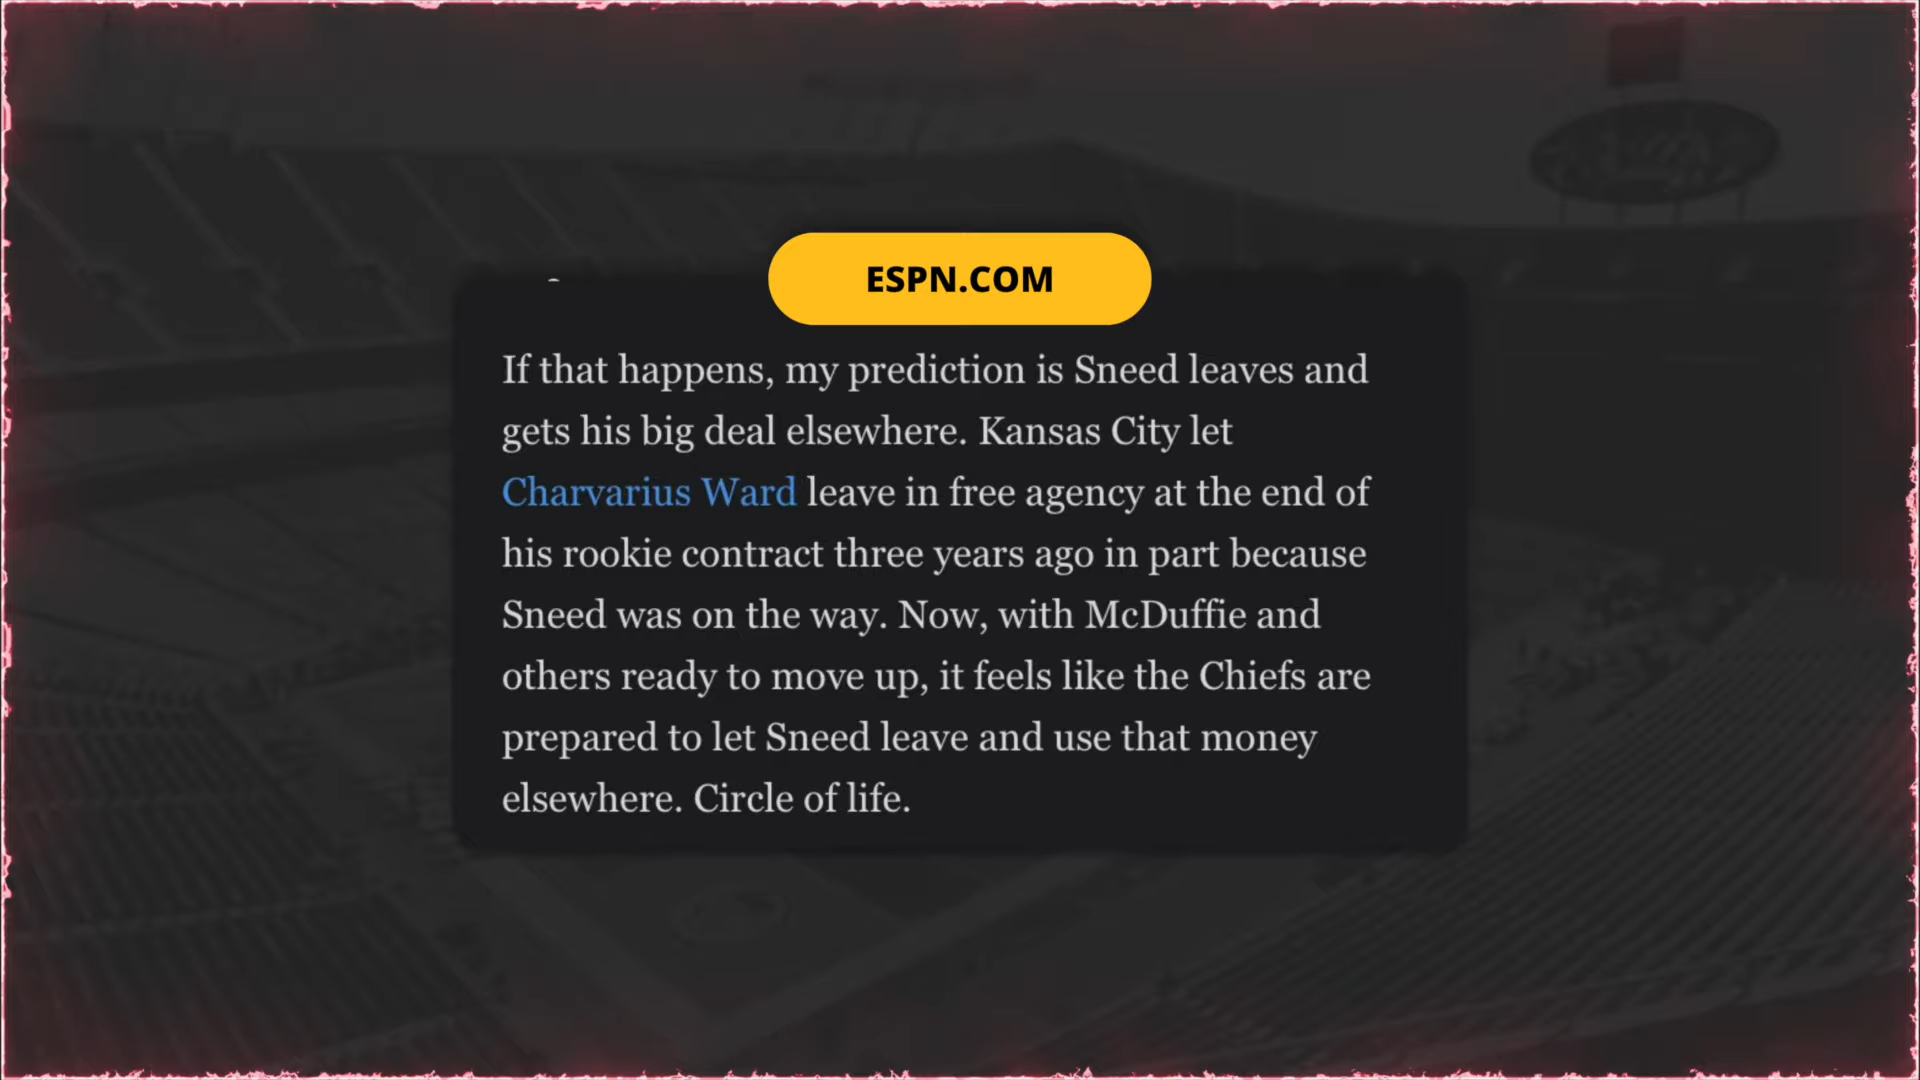 ESPN.COM
If that happens, my prediction is Sneed leaves and
gets his big deal elsewhere. Kansas City let
Charvarius Ward leave in free agency at the end of
his rookie contract three years ago in part because
Sneed was on the way. Now, with McDuffie and
others ready to move up, it feels like the Chiefs are
prepared to let Sneed leave and use that money
elsewhere. Circle of life.